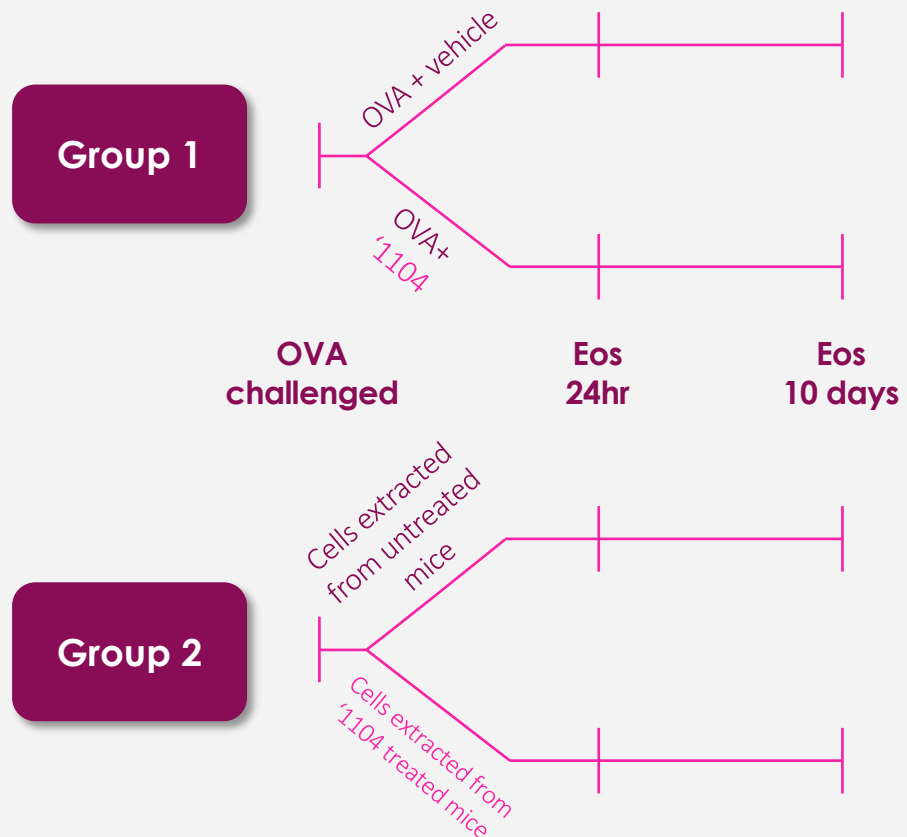 OVA + vehicle
Group 1
OVA+
‘1104
OVA
challenged
Eos
24hr
Eos
10 days
Cells extracted
from untreated
mice
Group 2
Cells extracted from
‘1104 treated mice